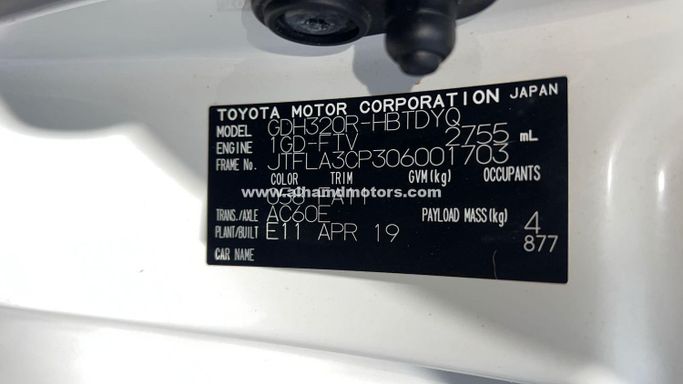 TOYOTA MOTOR CORPORATION JAPAN
MODEL GDH320R-HBTDYQ
ENGINE 1GD-FTV 2755 mL
FRAME NO. JTFLA3CP306001703
COLOR TRIM GVM(kg) OCCUPANTS
www.alhamdmotors.com
058 EA11
TRANS./AXLE AC60E PAYLOAD MASS(kg) 4
PLANT/BUILT E11 APR 19 877
CAR NAME